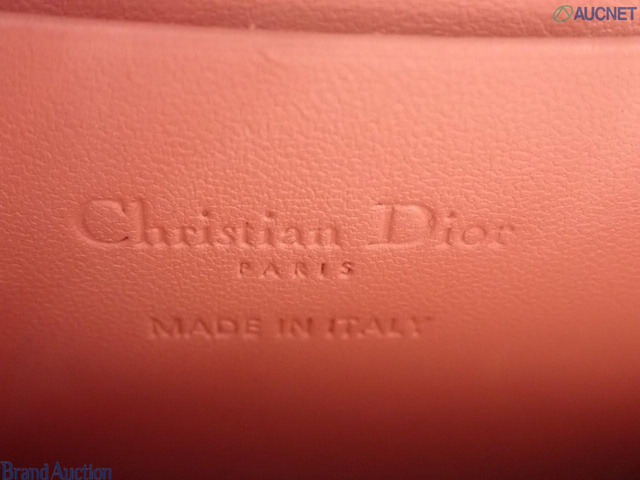 AUCNET
Christian Dior
PARIS
MADE IN ITALY
Brand Auction